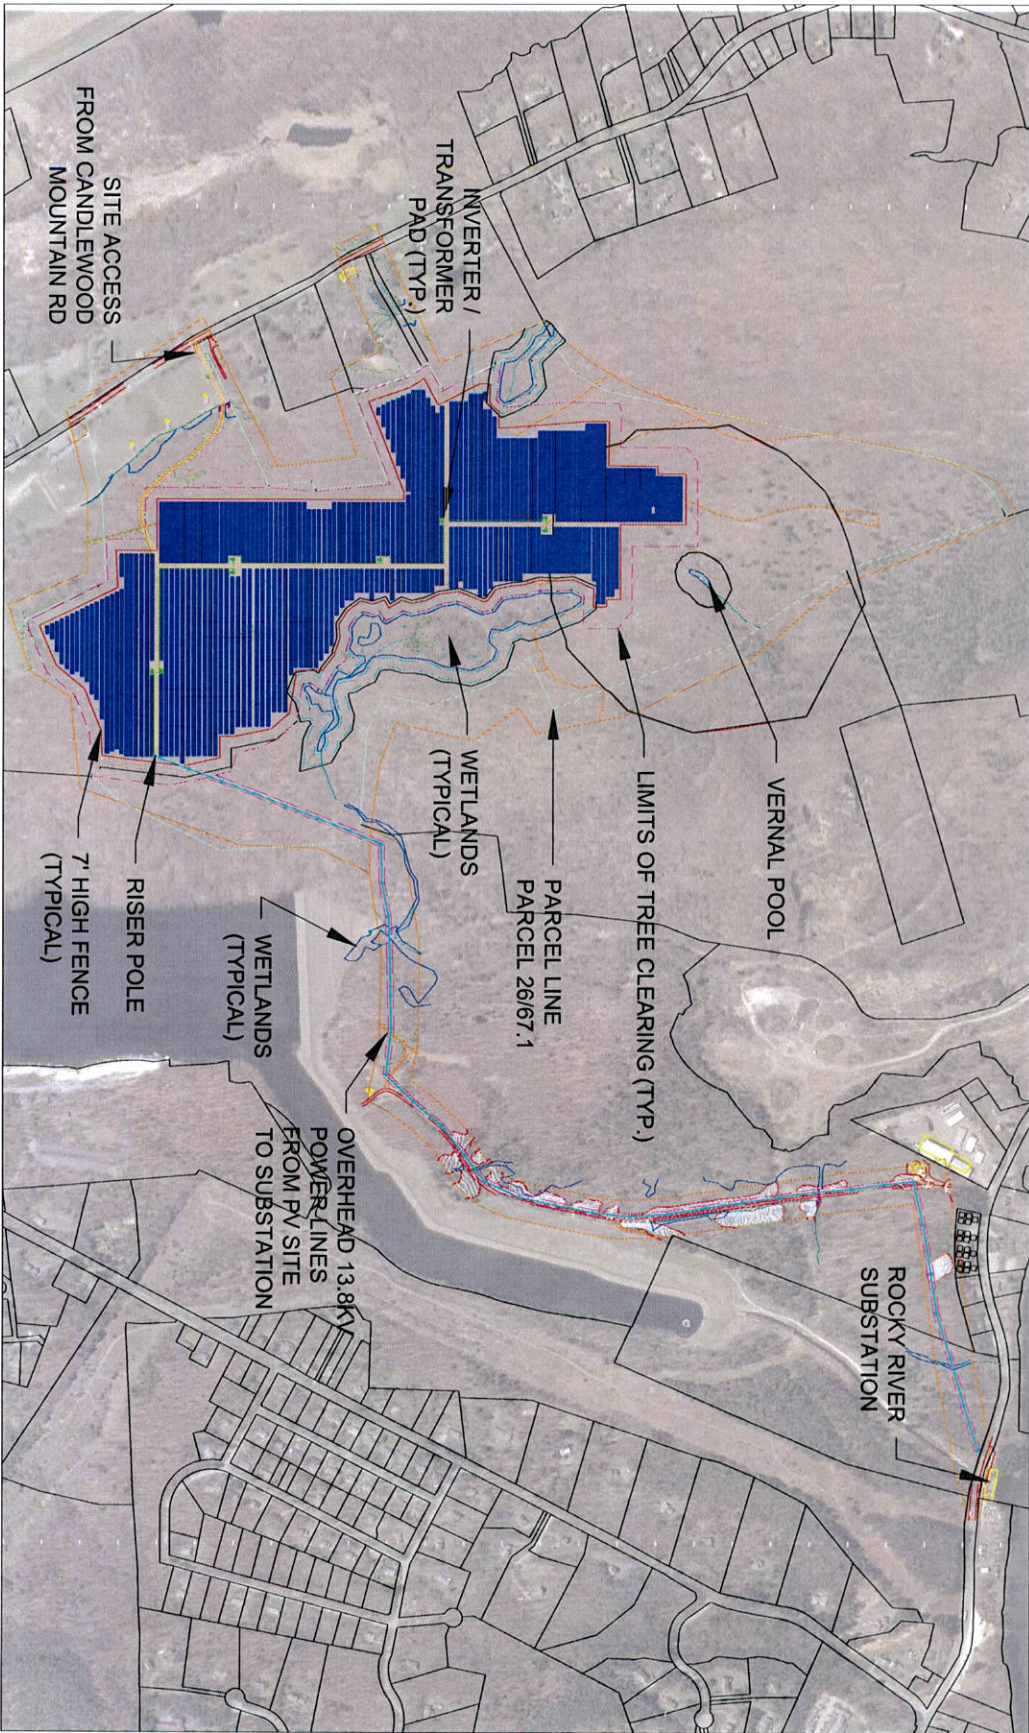 ROCKY RIVER
SUBSTATION
VERNAL POOL
LIMITS OF TREE CLEARING (TYP.)
PARCEL LINE
PARCEL 26/67.1
WETLANDS
(TYPICAL)
INVERTER /
TRANSFORMER
PAD (TYP.)
OVERHEAD 13.8KV
POWER LINES
FROM PV SITE
TO SUBSTATION
WETLANDS
(TYPICAL)
RISER POLE
7' HIGH FENCE
(TYPICAL)
SITE ACCESS
FROM CANDLEWOOD
MOUNTAIN RD